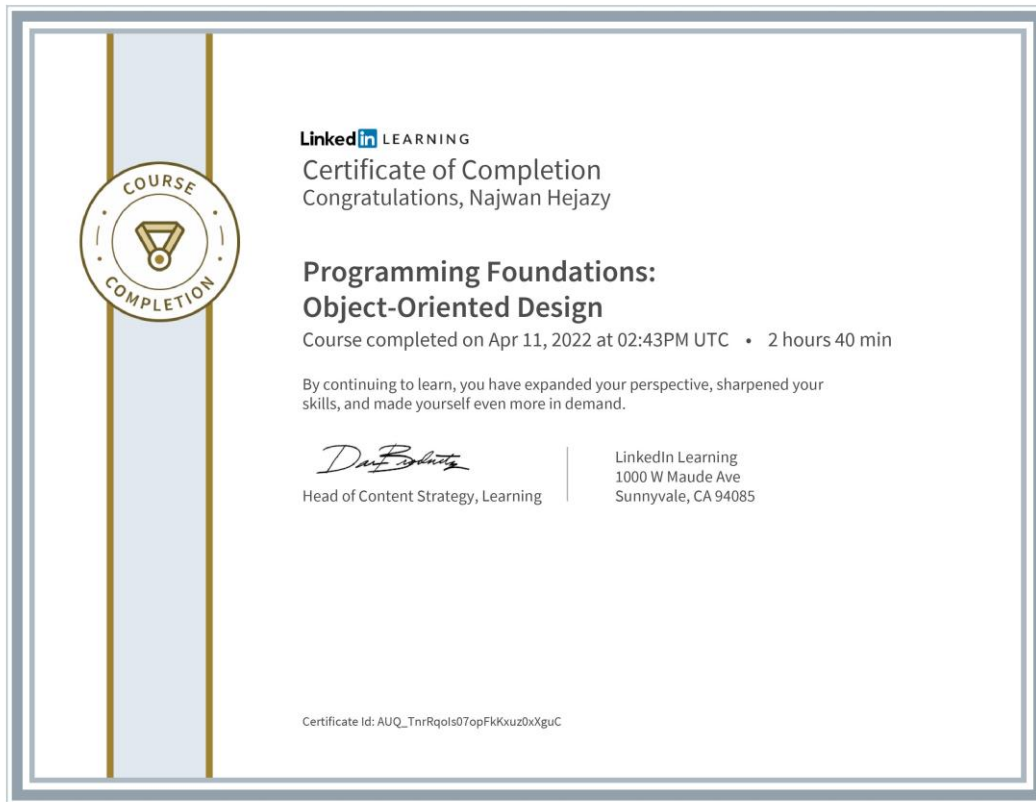 COURSE
COMPLETION
Linked in LEARNING
Certificate of Completion
Congratulations, Najwan Hejazy
Programming Foundations:
Object-Oriented Design
Course completed on Apr 11, 2022 at 02:43PM UTC • 2 hours 40 min
By continuing to learn, you have expanded your perspective, sharpened your
skills, and made yourself even more in demand.
Head of Content Strategy, Learning
LinkedIn Learning
1000 W Maude Ave
Sunnyvale, CA 94085
Certificate Id: AUQ_TnrRqoIs07opFkKxuz0xXguC